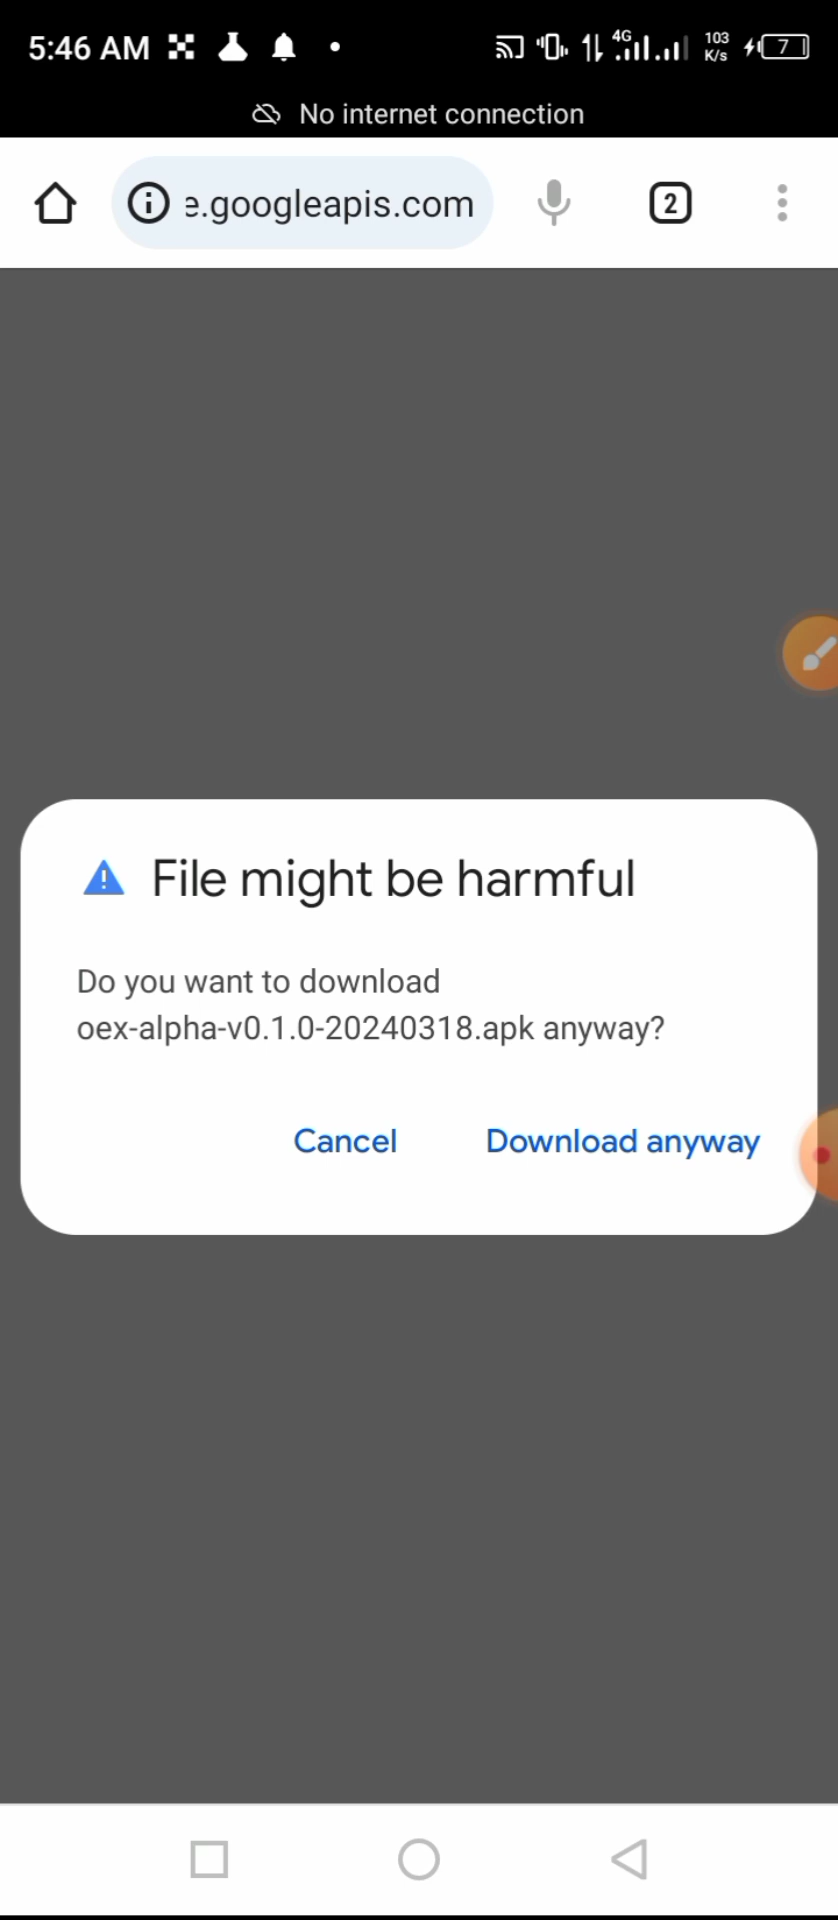 5:46 AM
4G
103
K/s
7
No internet connection
e.googleapis.com
2
File might be harmful
Do you want to download
oex-alpha-v0.1.0-20240318.apk anyway?
Cancel
Download anyway